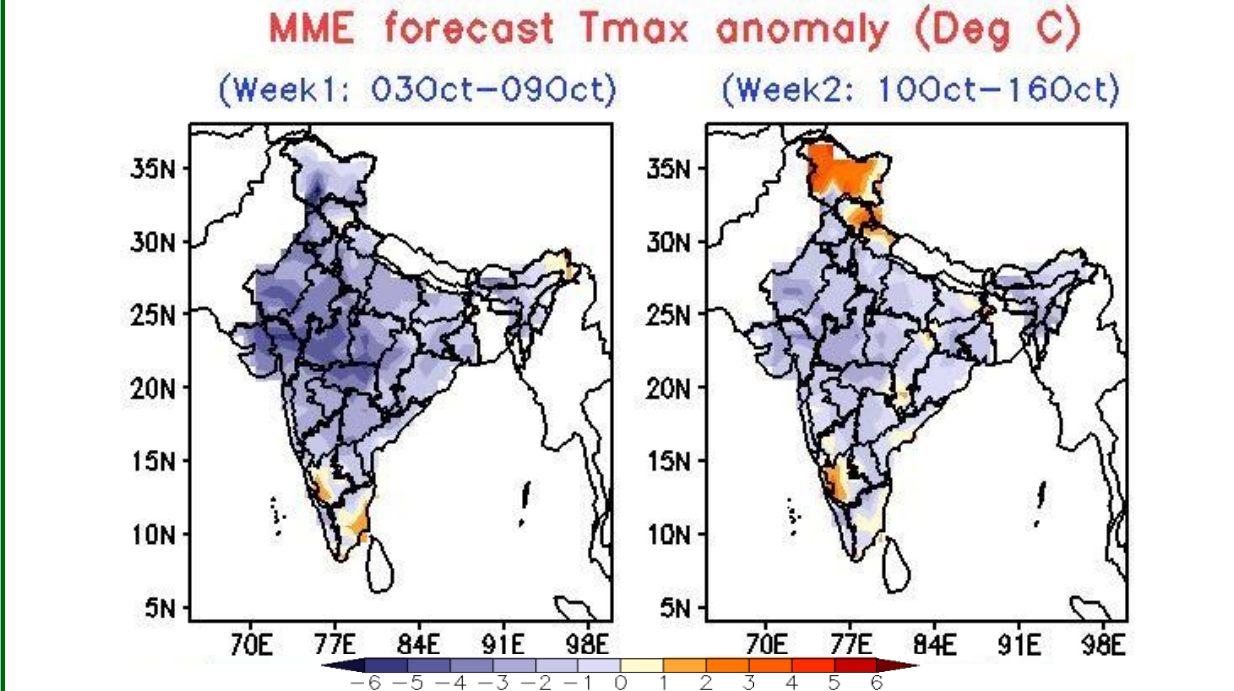 MME forecast Tmax anomaly (Deg C)
(Week1: 03Oct-09Oct)
(Week2: 10Oct-16Oct)
35N
30N
25N
20N
15N
10N
5N
70E 77E 84E 91E 98E
35N
30N
25N
20N
15N
10N
5N
70E 77E 84E 91E 98E
-6 -5 -4 -3 -2 -1 0 1 2 3 4 5 6